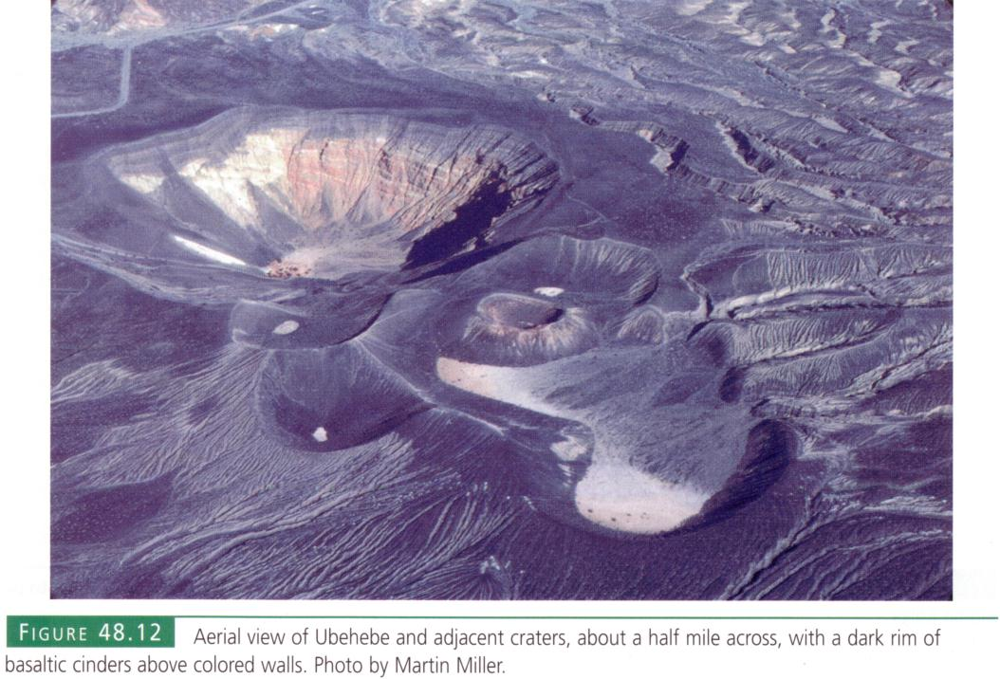 FIGURE 48.12 Aerial view of Ubehebe and adjacent craters, about a half mile across, with a dark rim of
basaltic cinders above colored walls. Photo by Martin Miller.